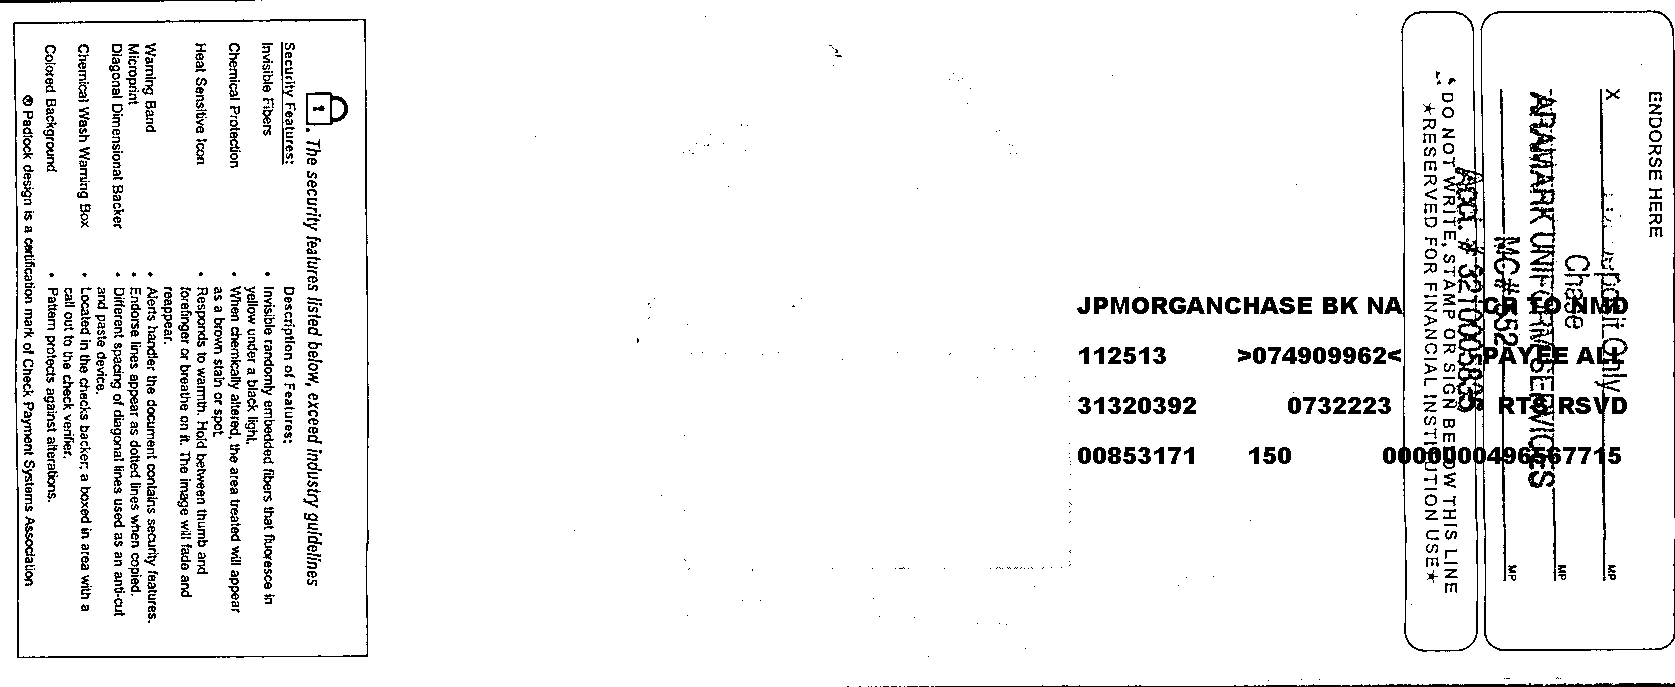 The security features listed below, exceed industry guidelines
Security Features:
Description of Features:
Invisible Fibers
• Invisible randomly embedded fibers that fluoresce in
yellow under a black light.
Chemical Protection
• When chemically altered, the area treated will appear
as a brown stain or spot.
Heat Sensitive Icon
• Responds to warmth. Hold between thumb and
forefinger or breathe on it. The image will fade and
reappear.
Warning Band
• Alerts handler the document contains security features.
Microprint
• Endorse lines appear as dotted lines when copied.
Diagonal Dimensional Backer
• Different spacing of diagonal lines used as an anti-cut
and paste device.
Chemical Wash Warning Box
• Located in the checks backer; a boxed in area with a
call out to the check verifier.
Colored Background
• Pattern protects against alterations.
® Padlock design is a certification mark of Check Payment Systems Association
JPMORGANCHASE BK NA CR TO NMD
112513 >074909962< PAYEE ALL
31320392 0732223 RTS RSVD
00853171 150 0000000496567715
ENDORSE HERE
X
Deposit Only
MP
Chase
ARAMARK UNIFORM SERVICES
MP
MC #
MP
Acct. # 3210005835
DO NOT WRITE, STAMP OR SIGN BELOW THIS LINE
★RESERVED FOR FINANCIAL INSTITUTION USE★